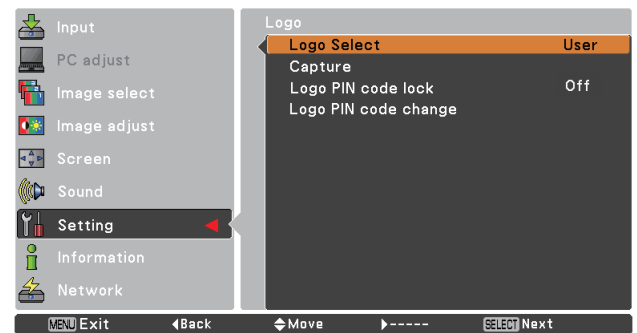 Input
PC adjust
Image select
Image adjust
Screen
Sound
Setting
Information
Network
Logo
Logo Select User
Capture
Logo PIN code lock Off
Logo PIN code change
MENU Exit Back Move ----- SELECT Next